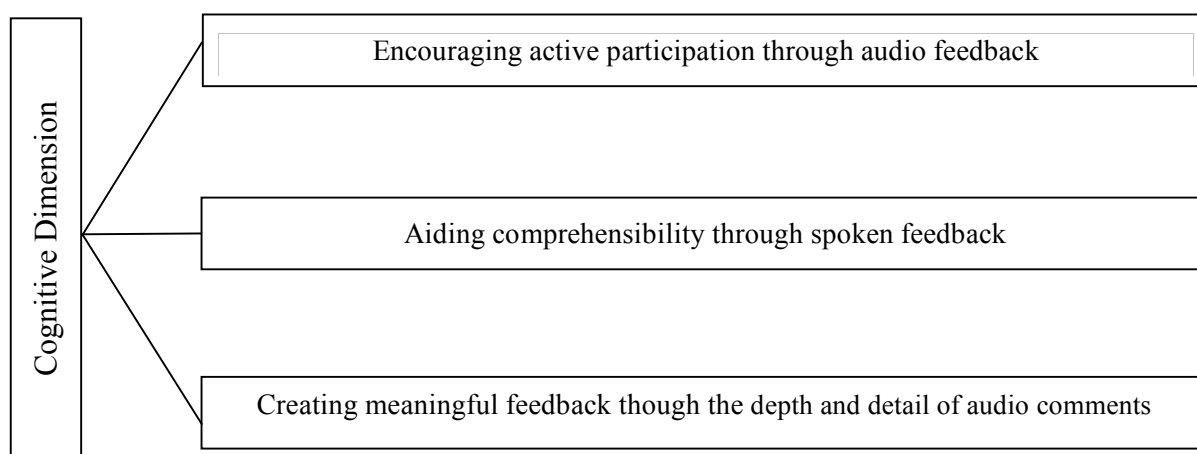 Cognitive Dimension
Encouraging active participation through audio feedback
Aiding comprehensibility through spoken feedback
Creating meaningful feedback though the depth and detail of audio comments